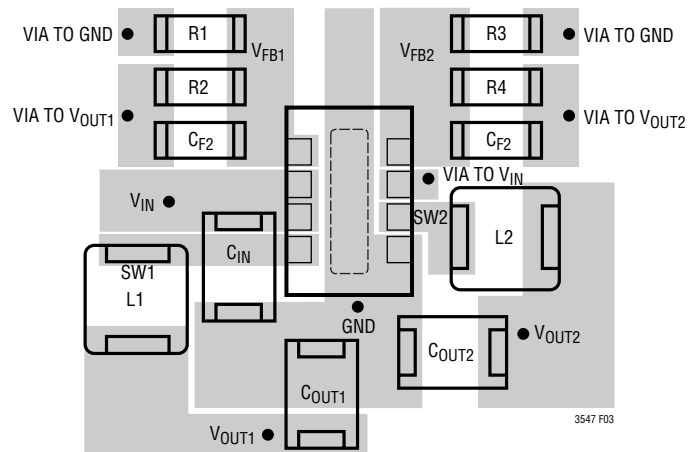 VIA TO GND
R1
VFB1
VFB2
R3
VIA TO GND
R2
R4
VIA TO VOUT1
VIA TO VOUT2
CF2
CF2
VIA TO VIN
VIN
SW2
L2
CIN
SW1
L1
GND
VOUT2
COUT2
COUT1
3547 F03
VOUT1